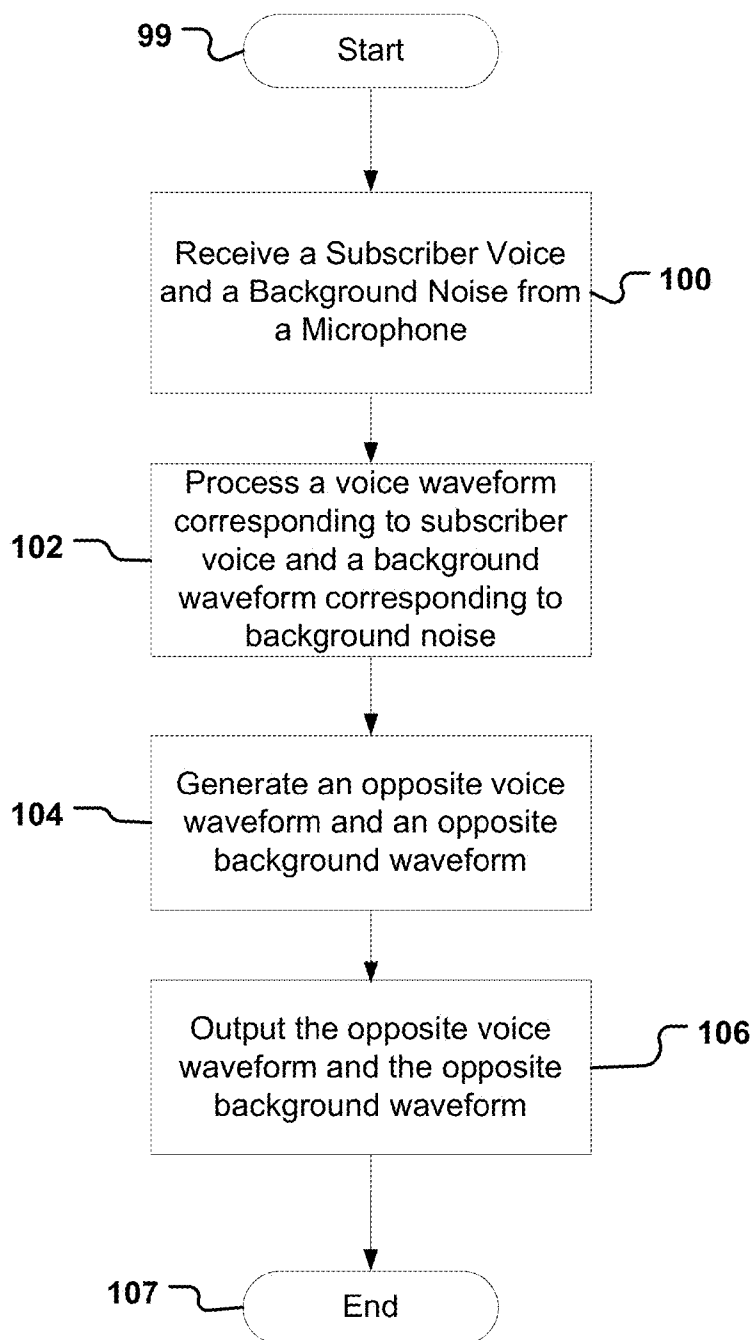 99
Start
Receive a Subscriber Voice
and a Background Noise from
a Microphone
100
Process a voice waveform
corresponding to subscriber
voice and a background
waveform corresponding to
background noise
102
Generate an opposite voice
waveform and an opposite
background waveform
104
Output the opposite voice
waveform and the opposite
background waveform
106
107
End